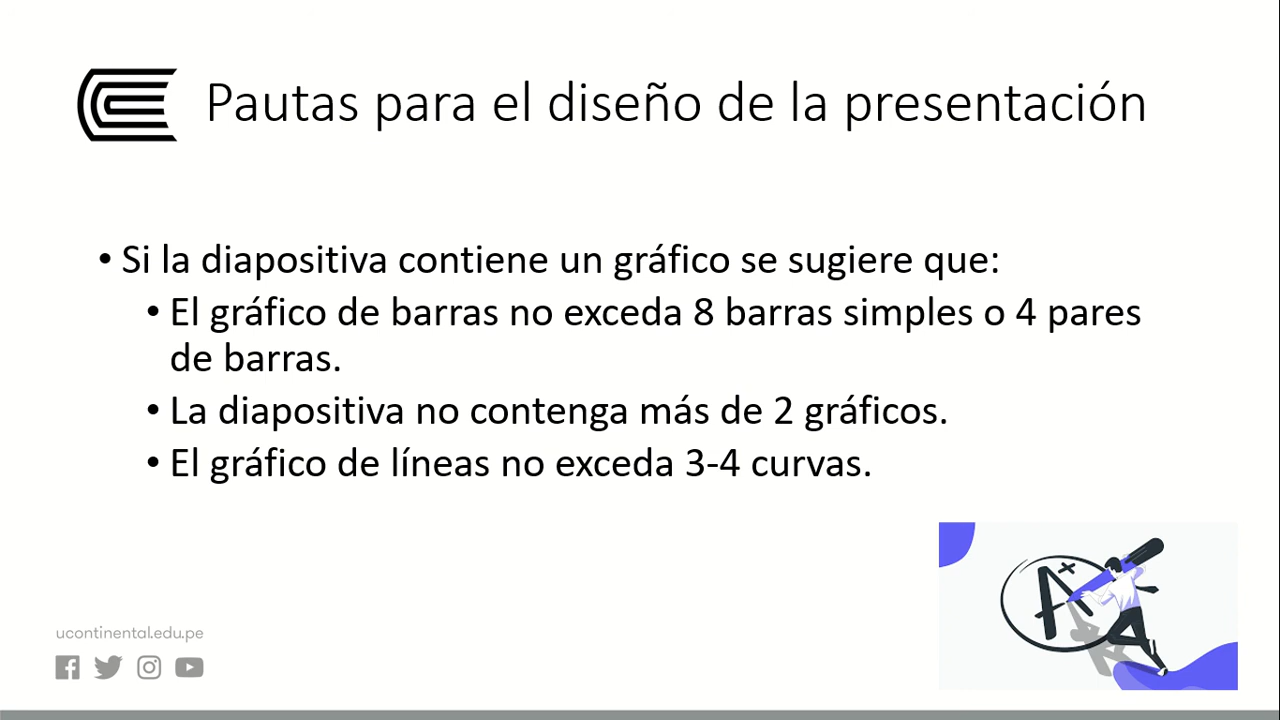 Pautas para el diseño de la presentación
• Si la diapositiva contiene un gráfico se sugiere que:
• El gráfico de barras no exceda 8 barras simples o 4 pares
de barras.
• La diapositiva no contenga más de 2 gráficos.
• El gráfico de líneas no exceda 3-4 curvas.
A+
ucontinental.edu.pe